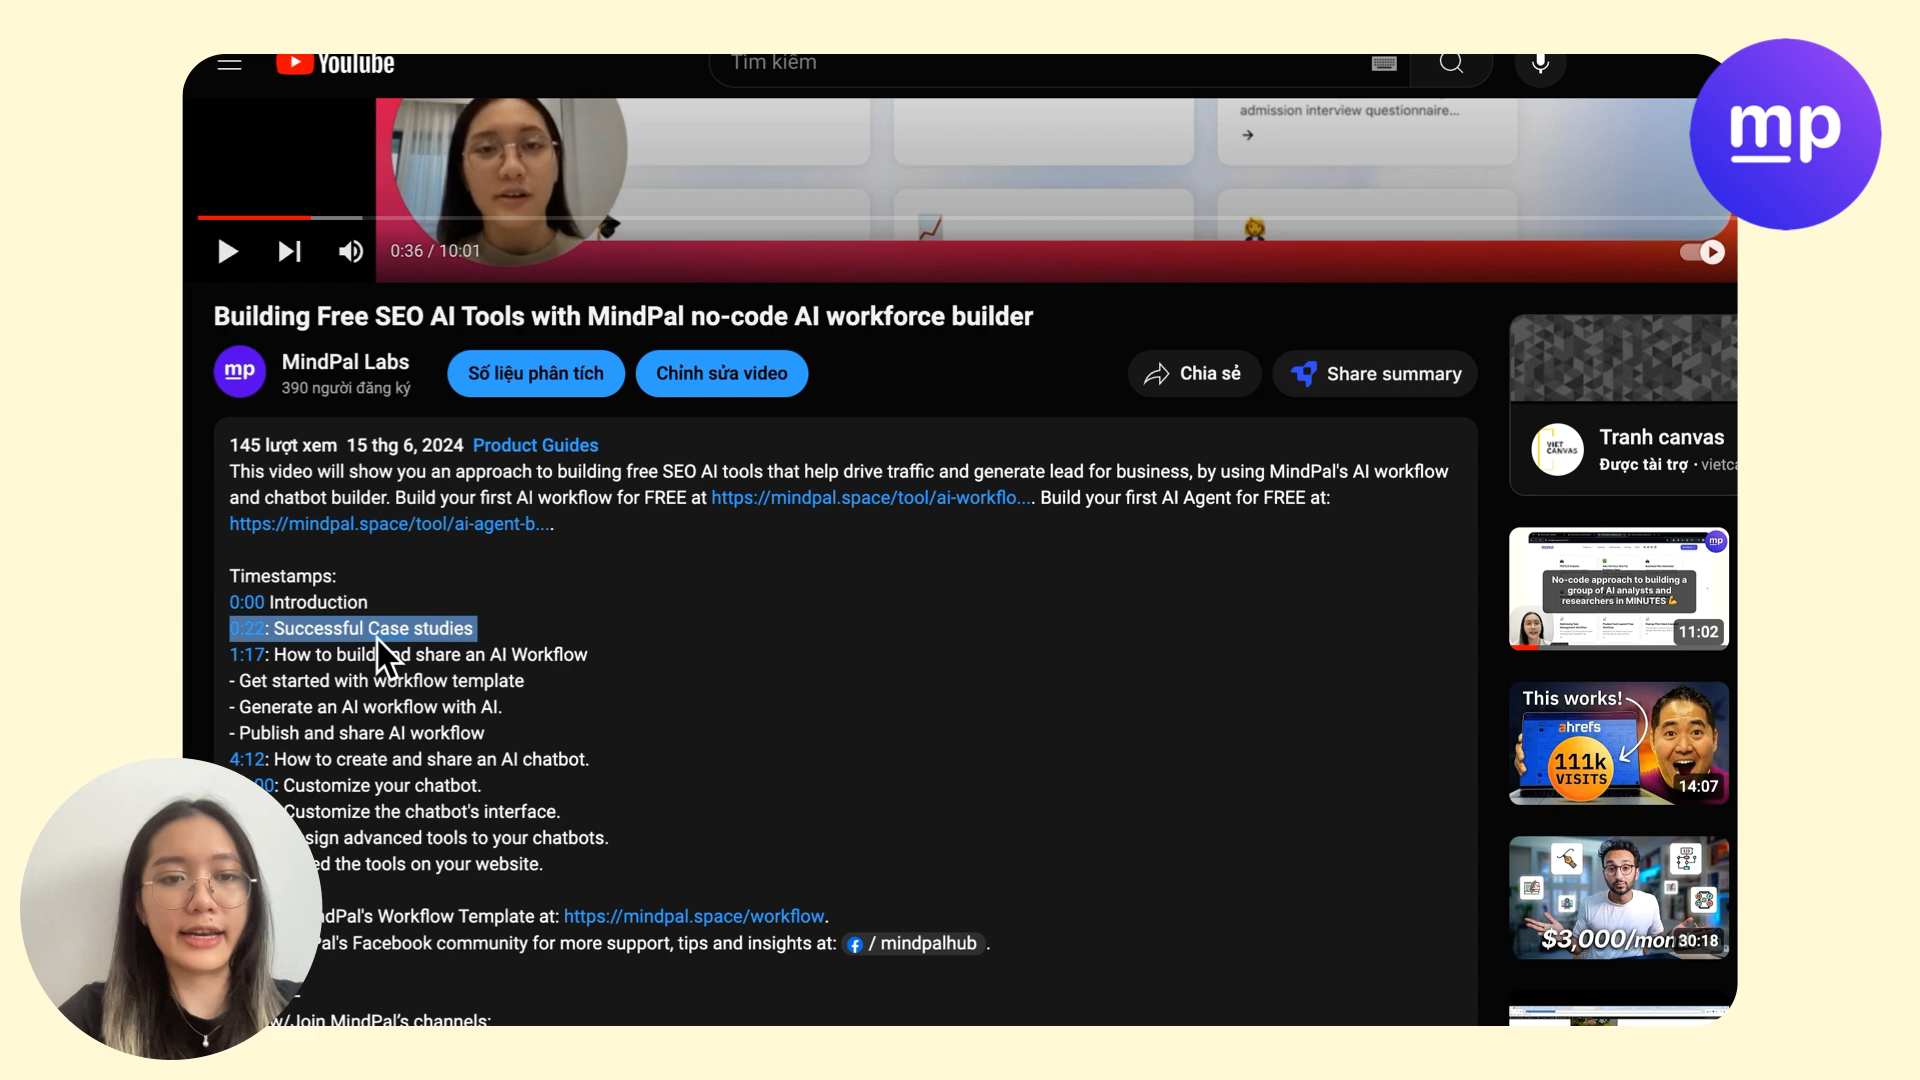 YouTube
Tìm kiếm
mp
admission interview questionnaire...
0:36 / 10:01
Building Free SEO AI Tools with MindPal no-code AI workforce builder
mp
MindPal Labs
390 người đăng ký
Số liệu phân tích
Chỉnh sửa video
Chia sẻ
Share summary
145 lượt xem 15 thg 6, 2024 Product Guides
This video will show you an approach to building free SEO AI tools that help drive traffic and generate lead for business, by using MindPal's AI workflow
and chatbot builder. Build your first AI workflow for FREE at https://mindpal.space/tool/ai-workflo.... Build your first AI Agent for FREE at:
https://mindpal.space/tool/ai-agent-b....
Timestamps:
0:00 Introduction
0:22: Successful Case studies
1:17: How to build and share an AI Workflow
- Get started with workflow template
- Generate an AI workflow with AI.
- Publish and share AI workflow
4:12: How to create and share an AI chatbot.
00: Customize your chatbot.
Customize the chatbot's interface.
sign advanced tools to your chatbots.
ed the tools on your website.
dPal's Workflow Template at: https://mindpal.space/workflow.
Pal's Facebook community for more support, tips and insights at: / mindpalhub .
w/Join MindPal's channels:
VIET
CANVAS
Tranh canvas
Được tài trợ · vietca
mp
No-code approach to building a
group of AI analysts and
researchers in MINUTES 💪
11:02
This works!
ahrefs
111k
VISITS
14:07
$3,000/mon
30:18